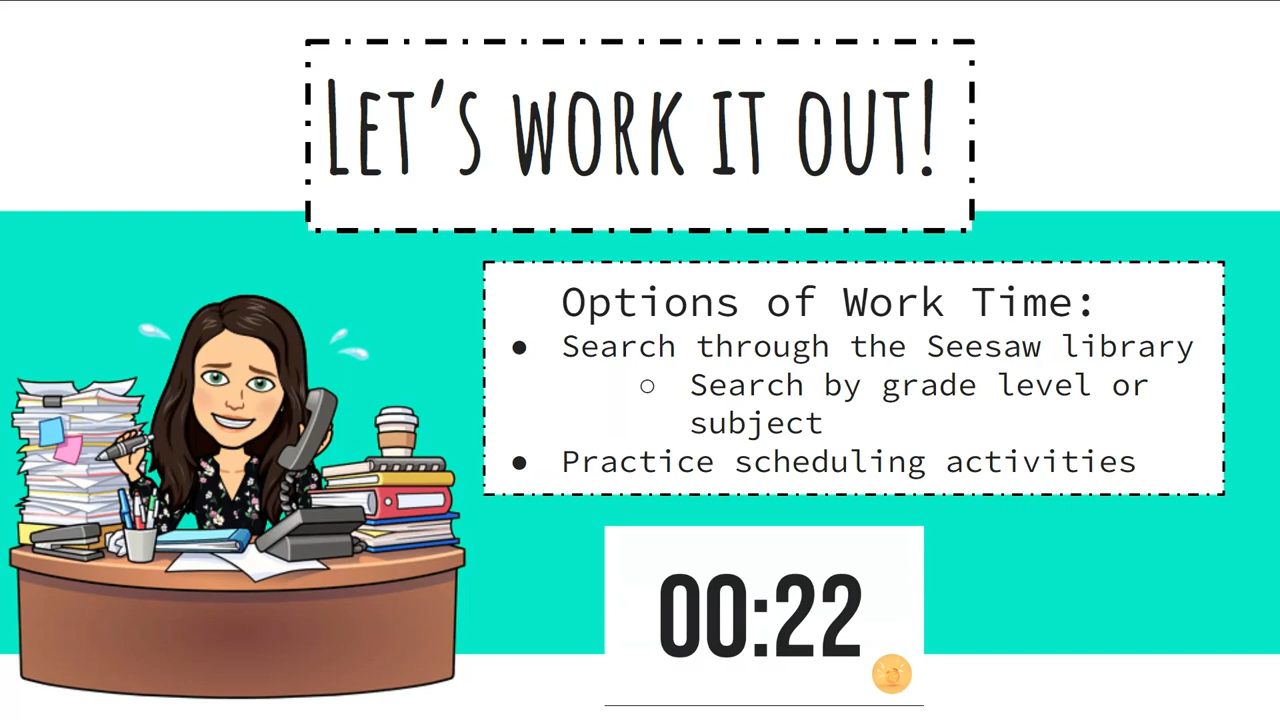 LET'S WORK IT OUT!
Options of Work Time:
● Search through the Seesaw library
○ Search by grade level or
subject
● Practice scheduling activities
00:22